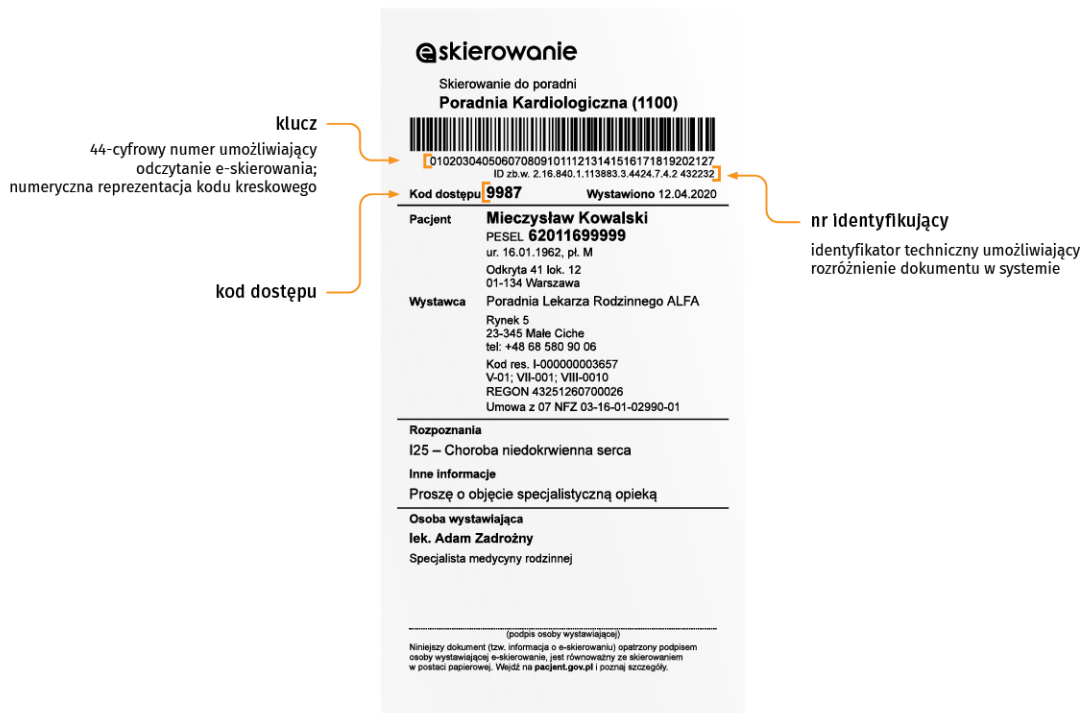 eskierowanie
Skierowanie do poradni
Poradnia Kardiologiczna (1100)
klucz
44-cyfrowy numer umożliwiający
odczytanie e-skierowania;
numeryczna reprezentacja kodu kreskowego
01020304050607080910111213141516171819202127
ID zb.w. 2.16.840.1.113883.3.4424.7.4.2 432232
Kod dostępu 9987 Wystawiono 12.04.2020
kod dostępu
nr identyfikujący
identyfikator techniczny umożliwiający
rozróżnienie dokumentu w systemie
Pacjent Mieczysław Kowalski
PESEL 62011699999
ur. 16.01.1962, pł. M
Odkryta 41 lok. 12
01-134 Warszawa
Wystawca Poradnia Lekarza Rodzinnego ALFA
Rynek 5
23-345 Małe Ciche
tel: +48 68 580 90 06
Kod res. I-000000003657
V-01; VII-001; VIII-0010
REGON 43251260700026
Umowa z 07 NFZ 03-16-01-02990-01
Rozpoznania
I25 – Choroba niedokrwienna serca
Inne informacje
Proszę o objęcie specjalistyczną opieką
Osoba wystawiająca
lek. Adam Zadrożny
Specjalista medycyny rodzinnej
(podpis osoby wystawiającej)
Niniejszy dokument (tzw. informacja o e-skierowaniu) opatrzony podpisem
osoby wystawiającej e-skierowanie, jest równoważny ze skierowaniem
w postaci papierowej. Wejdź na pacjent.gov.pl i poznaj szczegóły.